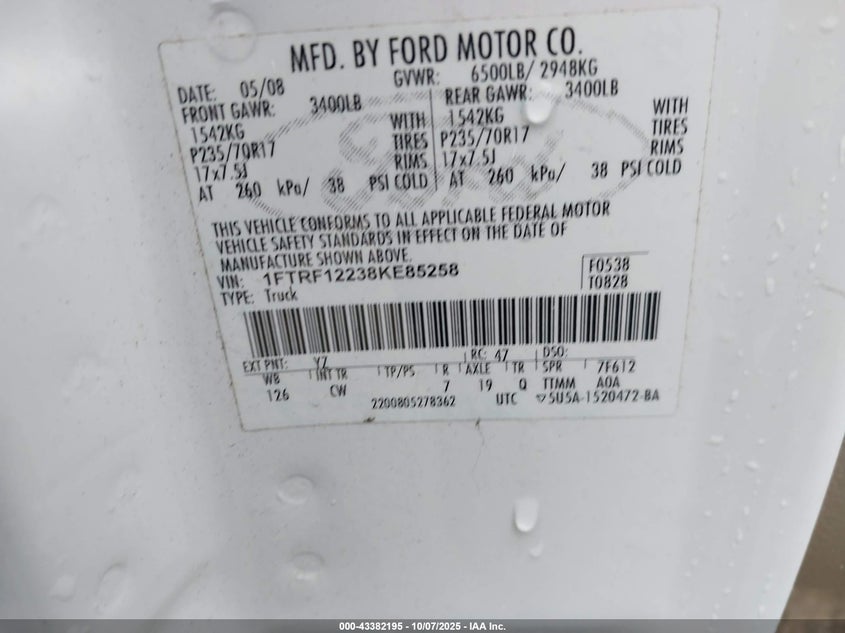 MFD. BY FORD MOTOR CO.
DATE: 05/08 GVWR: 6500LB/ 2948KG
FRONT GAWR: 3400LB REAR GAWR: 3400LB
1542KG WITH 1542KG WITH
P235/70R17 TIRES P235/70R17 TIRES
17x7.5J RIMS 17x7.5J RIMS
AT 260 kPa/ 38 PSI COLD AT 260 kPa/ 38 PSI COLD
THIS VEHICLE CONFORMS TO ALL APPLICABLE FEDERAL MOTOR
VEHICLE SAFETY STANDARDS IN EFFECT ON THE DATE OF
MANUFACTURE SHOWN ABOVE.
VIN: 1FTRF12238KE85258 F0538
TYPE: Truck T0828
EXT PNT: YZ RC: 47 DSO:
WB INT TR TP/PS R AXLE TR SPR 7F612
126 CW 7 19 Q TTMM A0A
2200805278362 UTC 5U5A-1520472-BA
000-43382195 - 10/07/2025 - IAA Inc.